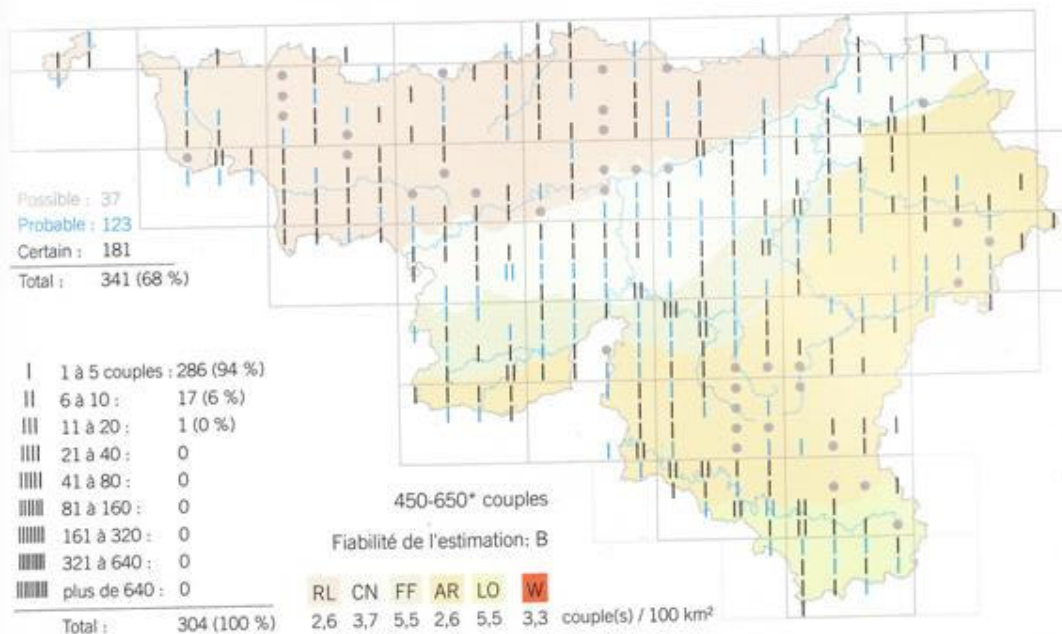 Possible : 37
Probable : 123
Certain : 181
Total : 341 (68 %)
1 à 5 couples : 286 (94 %)
6 à 10 : 17 (6 %)
11 à 20 : 1 (0 %)
21 à 40 : 0
41 à 80 : 0
81 à 160 : 0
161 à 320 : 0
321 à 640 : 0
plus de 640 : 0
Total : 304 (100 %)
450-650* couples
Fiabilité de l'estimation: B
RL CN FF AR LO W
2,6 3,7 5,5 2,6 5,5 3,3 couple(s) / 100 km²